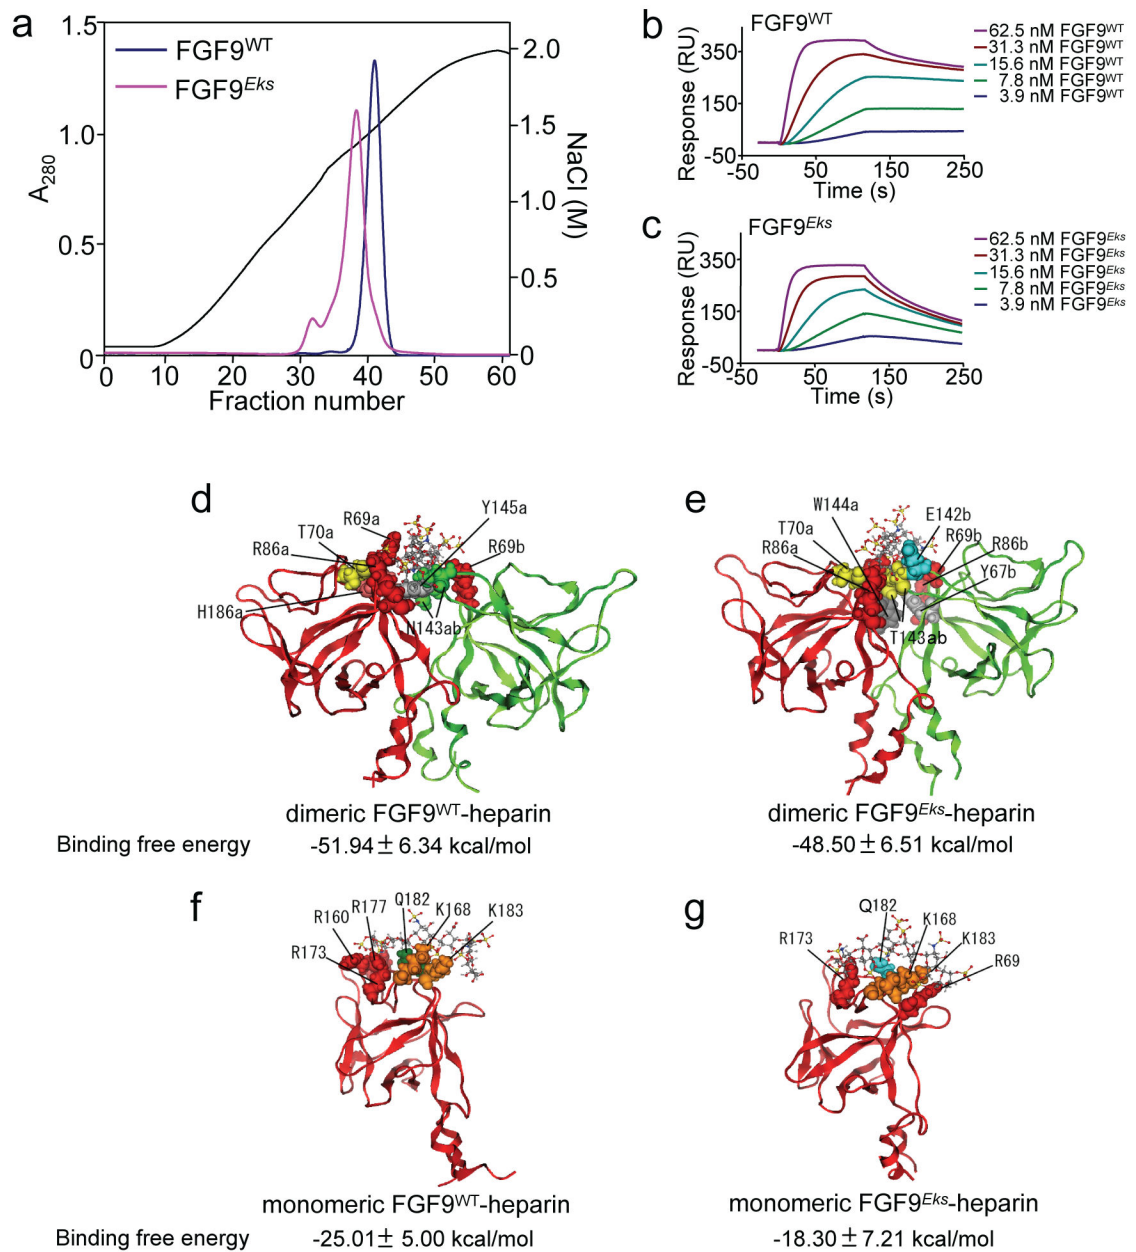 a
1.5
1.0
0.5
0
A280
FGF9WT
FGF9Eks
2.0
1.5
1.0
0.5
0
NaCl (M)
0 10 20 30 40 50 60
Fraction number
b
FGF9WT
Response (RU)
350
150
-50
-50 50 150 250
Time (s)
62.5 nM FGF9WT
31.3 nM FGF9WT
15.6 nM FGF9WT
7.8 nM FGF9WT
3.9 nM FGF9WT
c
FGF9Eks
Response (RU)
350
150
-50
-50 50 150 250
Time (s)
62.5 nM FGF9Eks
31.3 nM FGF9Eks
15.6 nM FGF9Eks
7.8 nM FGF9Eks
3.9 nM FGF9Eks
d
R69a
Y145a
T70a
R86a
R69b
H186a
N143ab
dimeric FGF9WT-heparin
e
W144a
E142b
T70a
R69b
R86a
R86b
Y67b
T143ab
dimeric FGF9Eks-heparin
Binding free energy
-51.94 ± 6.34 kcal/mol
-48.50 ± 6.51 kcal/mol
f
Q182
R177
K168
R160
K183
R173
monomeric FGF9WT-heparin
g
Q182
K168
R173
K183
R69
monomeric FGF9Eks-heparin
Binding free energy
-25.01 ± 5.00 kcal/mol
-18.30 ± 7.21 kcal/mol